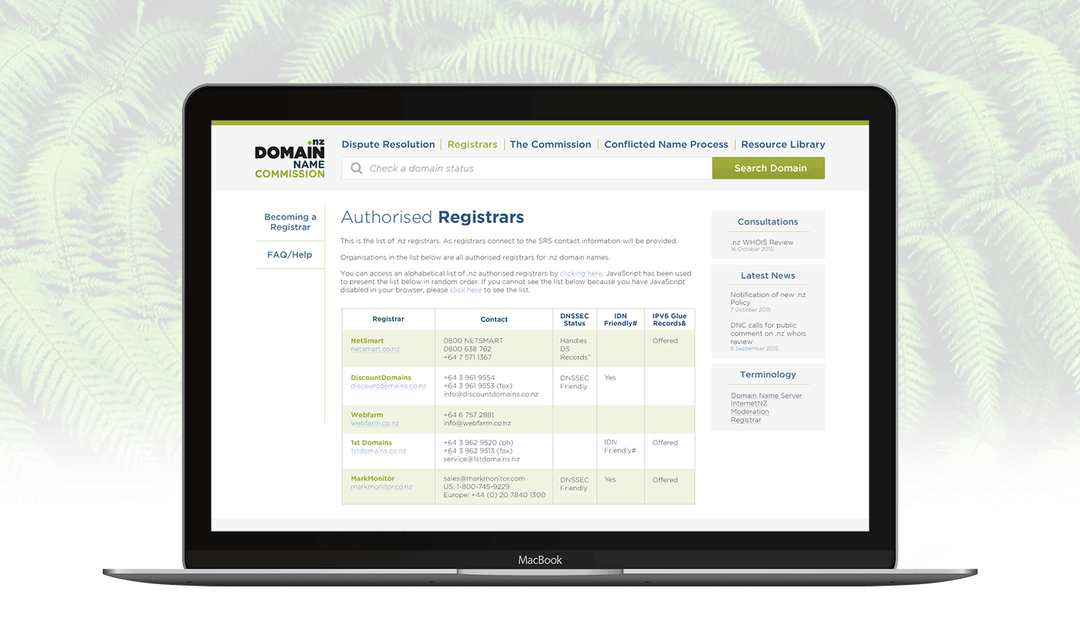 .nz
DOMAIN
NAME
COMMISSION
Dispute Resolution
Registrars
The Commission
Conflicted Name Process
Resource Library
Check a domain status
Search Domain
Becoming a
Registrar
FAQ/Help
Authorised Registrars
This is the list of .nz registrars. As registrars connect to the SRS contact information will be provided.
Organisations in the list below are all authorised registrars for .nz domain names.
You can access an alphabetical list of .nz authorised registrars by clicking here. JavaScript has been used
to present the list below in random order. If you cannot see the list below because you have JavaScript
disabled in your browser, please click here to see the list.
Registrar
Contact
DNSSEC
Status
IDN
Friendly#
IPV6 Glue
Records&
NetSmart
netsmart.co.nz
0800 NETSMART
0800 638 762
+64 7 571 1367
Handles
DS
Records^
Offered
DiscountDomains
discountdomains.co.nz
+64 3 961 9554
+64 3 961 9553 (fax)
info@discountdomains.co.nz
DNSSEC
Friendly
Yes
Webfarm
webfarm.co.nz
+64 6 757 2881
info@webfarm.co.nz
1st Domains
1stdomains.co.nz
+64 3 962 9520 (ph)
+64 3 962 9513 (fax)
service@1stdomains.nz
IDN
Friendly#
Offered
MarkMonitor
markmonitor.co.nz
sales@markmonitor.com
US: 1-800-745-9229
Europe: +44 (0) 20 7840 1300
DNSSEC
Friendly
Yes
Offered
Consultations
.nz WHOIS Review
16 October 2015
Latest News
Notification of new .nz
Policy
7 October 2015
DNC calls for public
comment on .nz whois
review
6 September 2015
Terminology
Domain Name Server
InternetNZ
Moderation
Registrar
MacBook